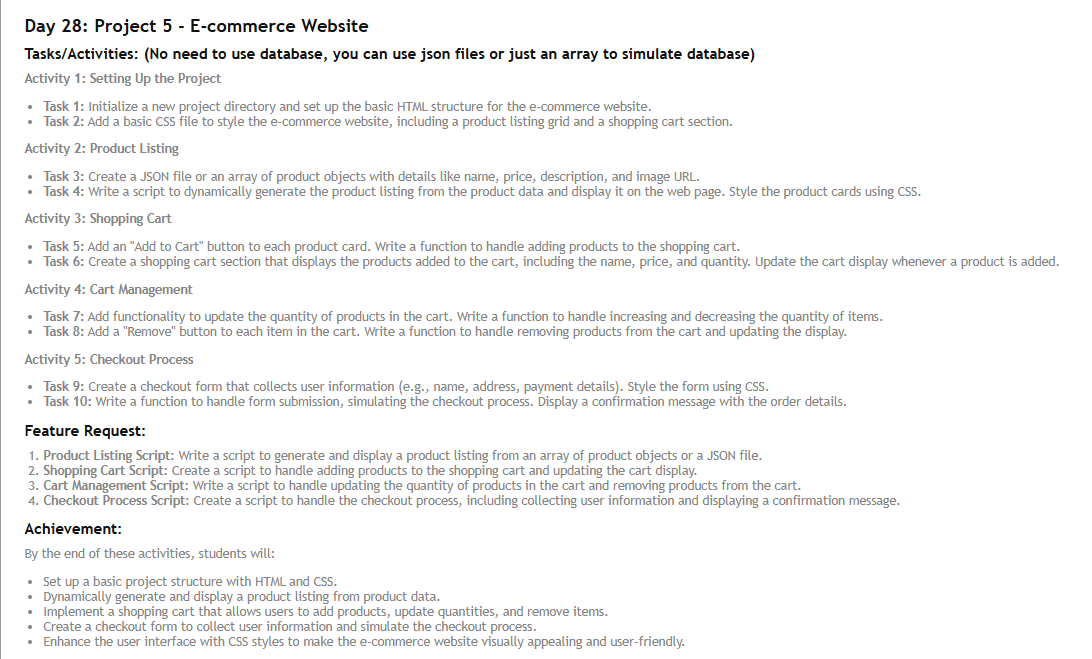 Day 28: Project 5 - E-commerce Website
Tasks/Activities: (No need to use database, you can use json files or just an array to simulate database)
Activity 1: Setting Up the Project
• Task 1: Initialize a new project directory and set up the basic HTML structure for the e-commerce website.
• Task 2: Add a basic CSS file to style the e-commerce website, including a product listing grid and a shopping cart section.
Activity 2: Product Listing
• Task 3: Create a JSON file or an array of product objects with details like name, price, description, and image URL.
• Task 4: Write a script to dynamically generate the product listing from the product data and display it on the web page. Style the product cards using CSS.
Activity 3: Shopping Cart
• Task 5: Add an "Add to Cart" button to each product card. Write a function to handle adding products to the shopping cart.
• Task 6: Create a shopping cart section that displays the products added to the cart, including the name, price, and quantity. Update the cart display whenever a product is added.
Activity 4: Cart Management
• Task 7: Add functionality to update the quantity of products in the cart. Write a function to handle increasing and decreasing the quantity of items.
• Task 8: Add a "Remove" button to each item in the cart. Write a function to handle removing products from the cart and updating the display.
Activity 5: Checkout Process
• Task 9: Create a checkout form that collects user information (e.g., name, address, payment details). Style the form using CSS.
• Task 10: Write a function to handle form submission, simulating the checkout process. Display a confirmation message with the order details.
Feature Request:
1. Product Listing Script: Write a script to generate and display a product listing from an array of product objects or a JSON file.
2. Shopping Cart Script: Create a script to handle adding products to the shopping cart and updating the cart display.
3. Cart Management Script: Write a script to handle updating the quantity of products in the cart and removing products from the cart.
4. Checkout Process Script: Create a script to handle the checkout process, including collecting user information and displaying a confirmation message.
Achievement:
By the end of these activities, students will:
• Set up a basic project structure with HTML and CSS.
• Dynamically generate and display a product listing from product data.
• Implement a shopping cart that allows users to add products, update quantities, and remove items.
• Create a checkout form to collect user information and simulate the checkout process.
• Enhance the user interface with CSS styles to make the e-commerce website visually appealing and user-friendly.